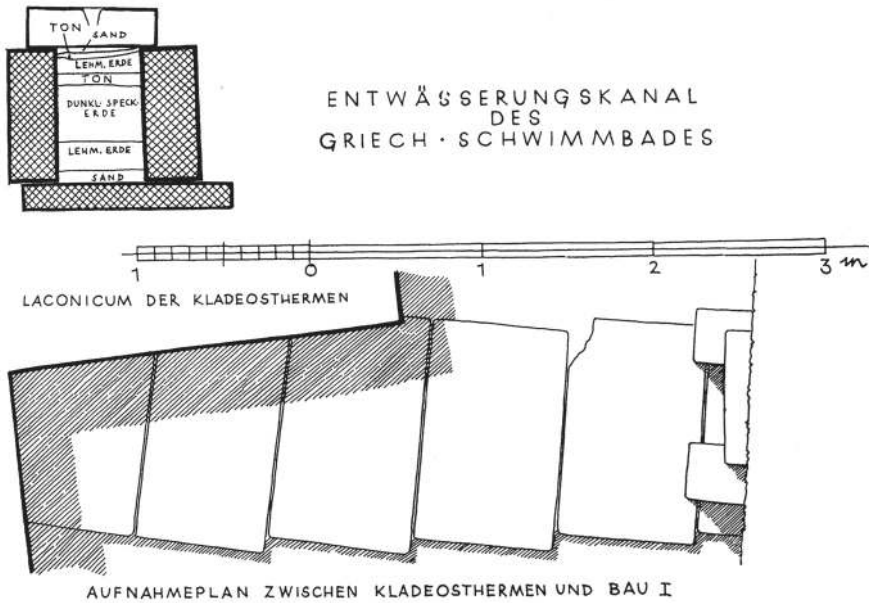 TON
SAND
LEHM. ERDE
TON
DUNKL. SPECK-
ERDE
LEHM. ERDE
SAND
ENTWÄSSERUNGSKANAL
DES
GRIECH · SCHWIMMBADES
1 0 1 2 3 m
LACONICUM DER KLADEOSTHERMEN
AUFNAHMEPLAN ZWISCHEN KLADEOSTHERMEN UND BAU I